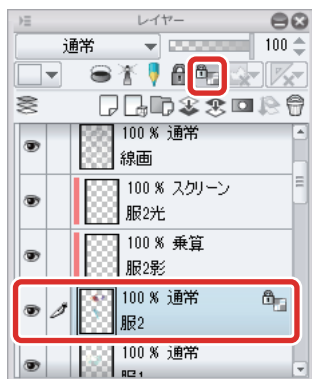 レイヤー
通常
100
100 % 通常
線画
100 % スクリーン
服2光
100 % 乗算
服2影
100 % 通常
服2
100 % 通常